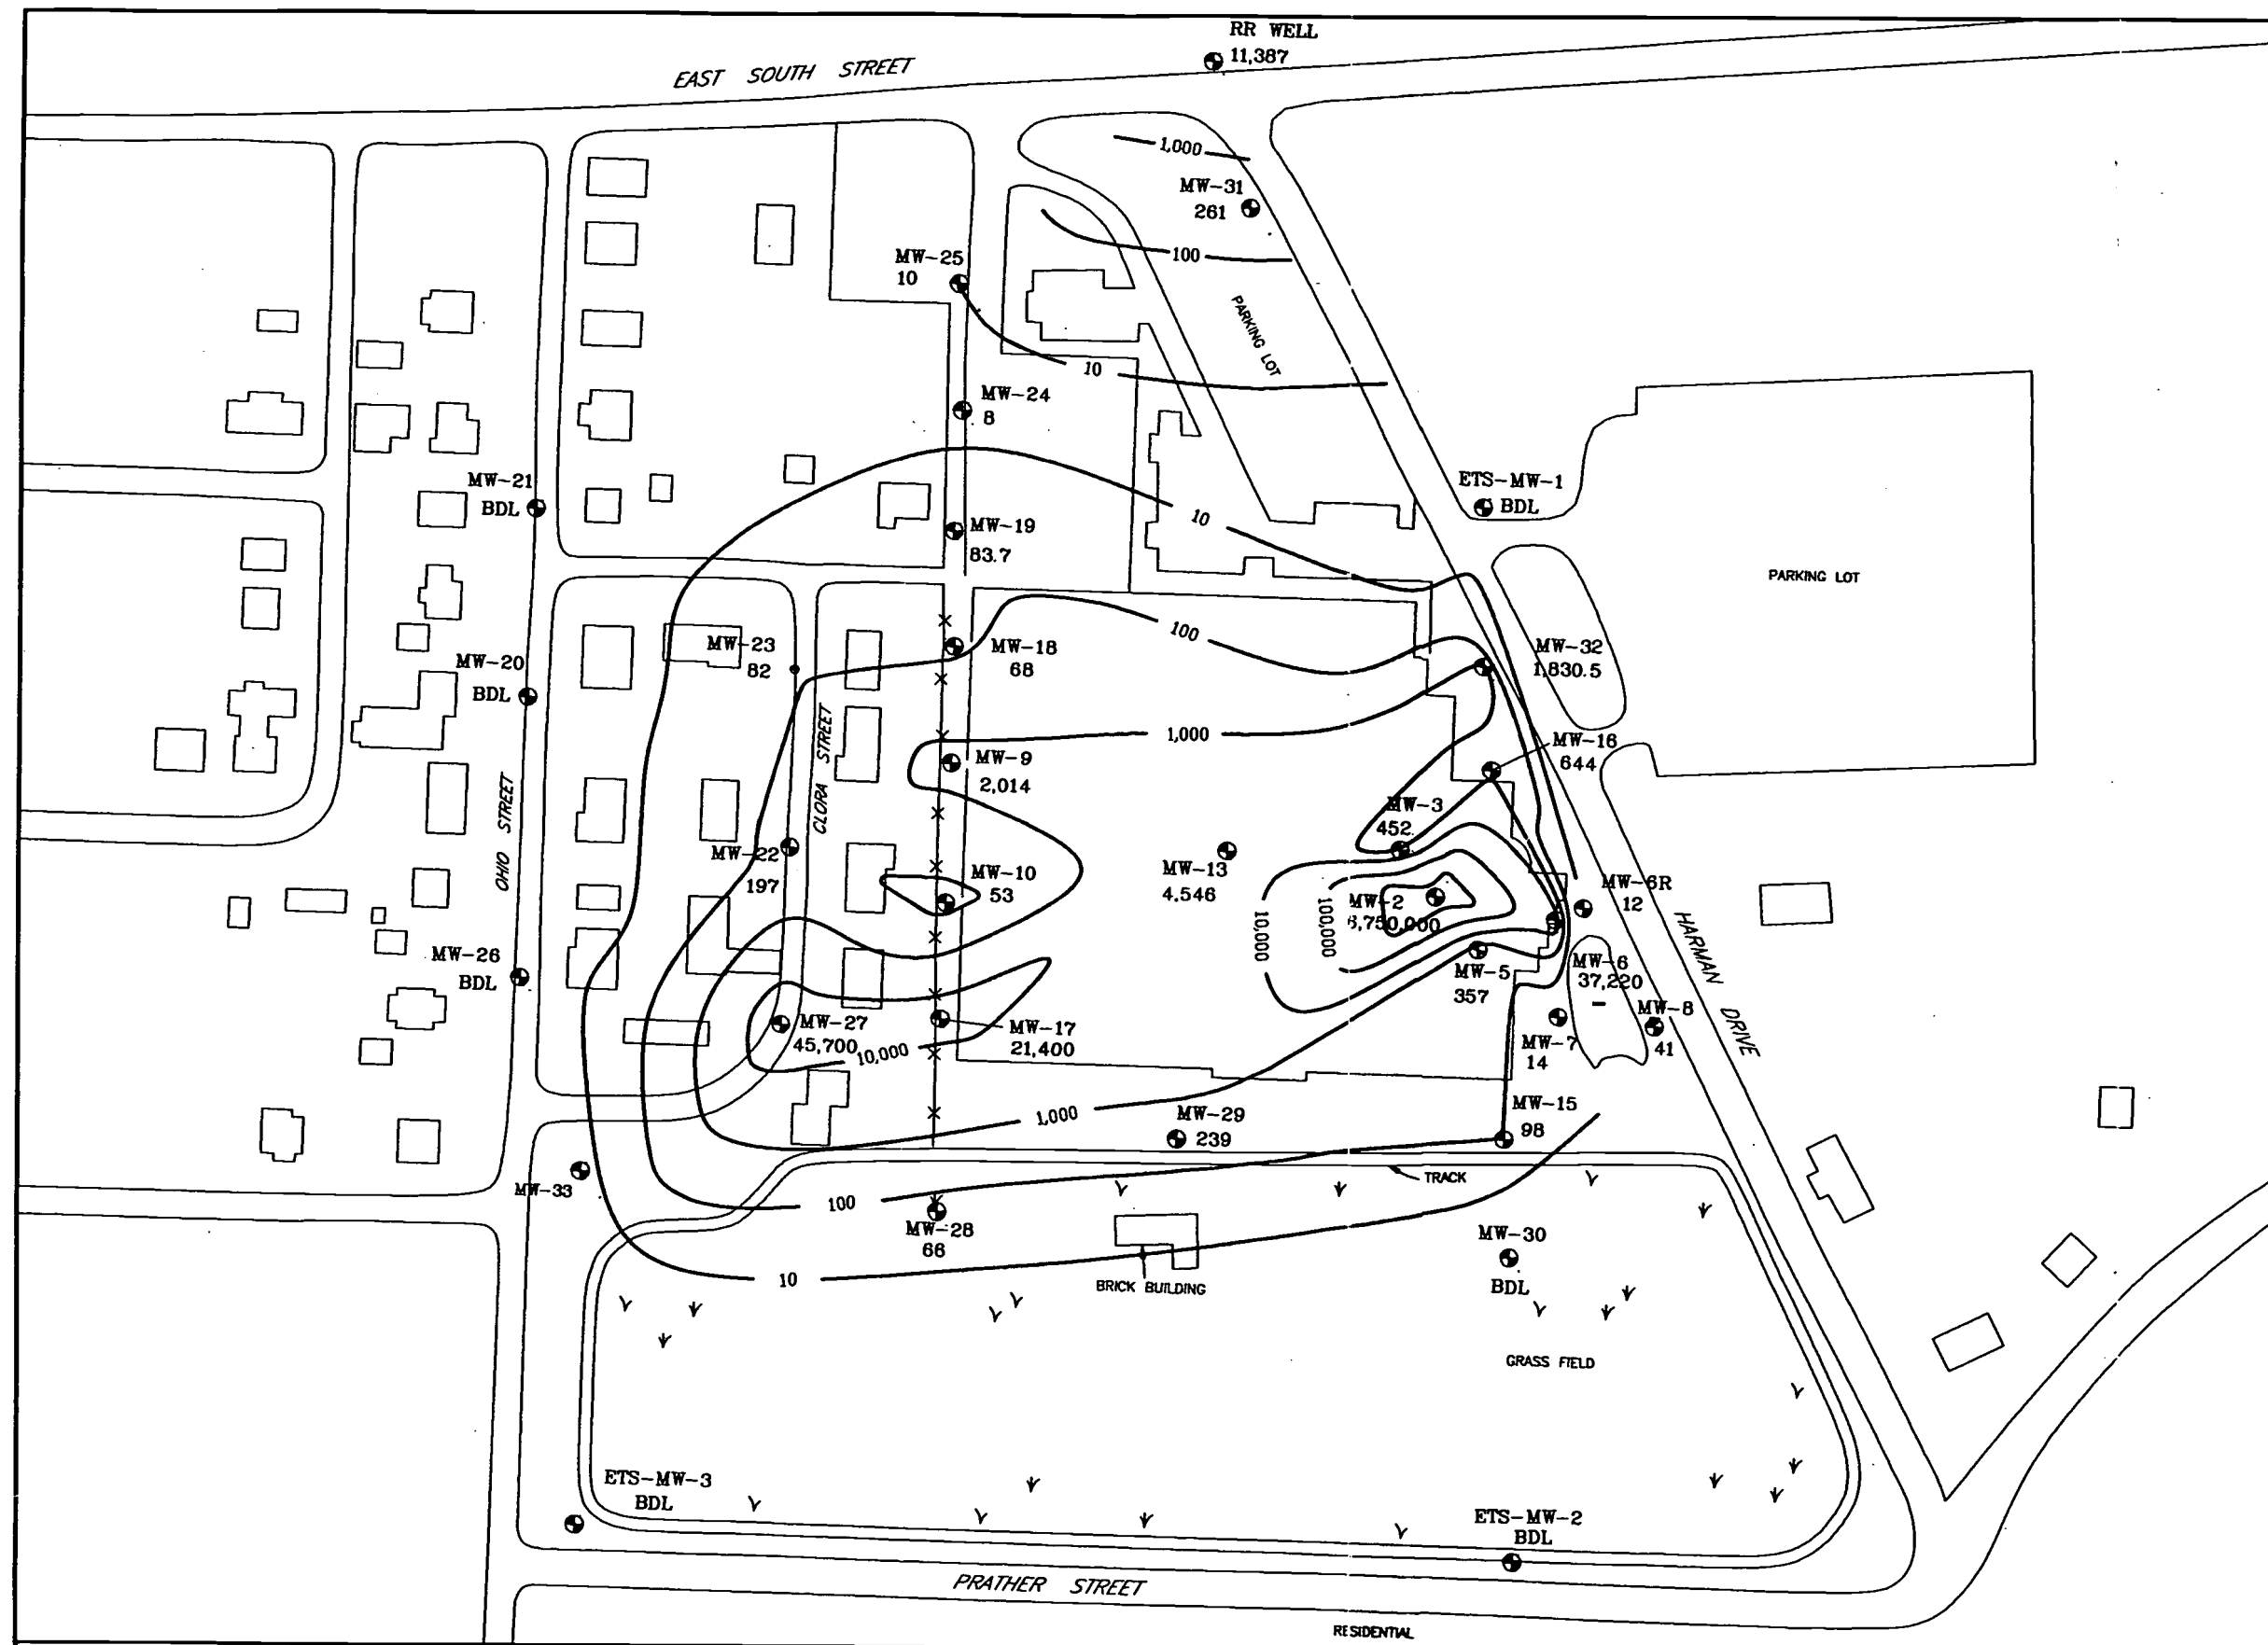 RR WELL
11,387
EAST SOUTH STREET
1,000
MW-31
261
100
MW-25
10
PARKING LOT
10
MW-24
8
MW-21
BDL
ETS-MW-1
BDL
10
MW-19
83.7
PARKING LOT
100
MW-23
82
MW-18
68
MW-32
1,830.5
MW-20
BDL
CLORA STREET
1,000
MW-16
644
MW-9
2,014
OHIO STREET
MW-3
452
MW-22
197
MW-10
53
MW-13
4,546
10,000
100,000
MW-2
MW-6R
12
HARMAN DRIVE
MW-26
BDL
MW-5
357
MW-6
37,220
MW-8
41
MW-27
45,700
10,000
MW-17
21,400
MW-7
14
1,000
MW-29
239
MW-15
98
TRACK
MW-33
100
MW-28
66
MW-30
BDL
10
BRICK BUILDING
GRASS FIELD
ETS-MW-3
BDL
ETS-MW-2
BDL
PRATHER STREET
RESIDENTIAL